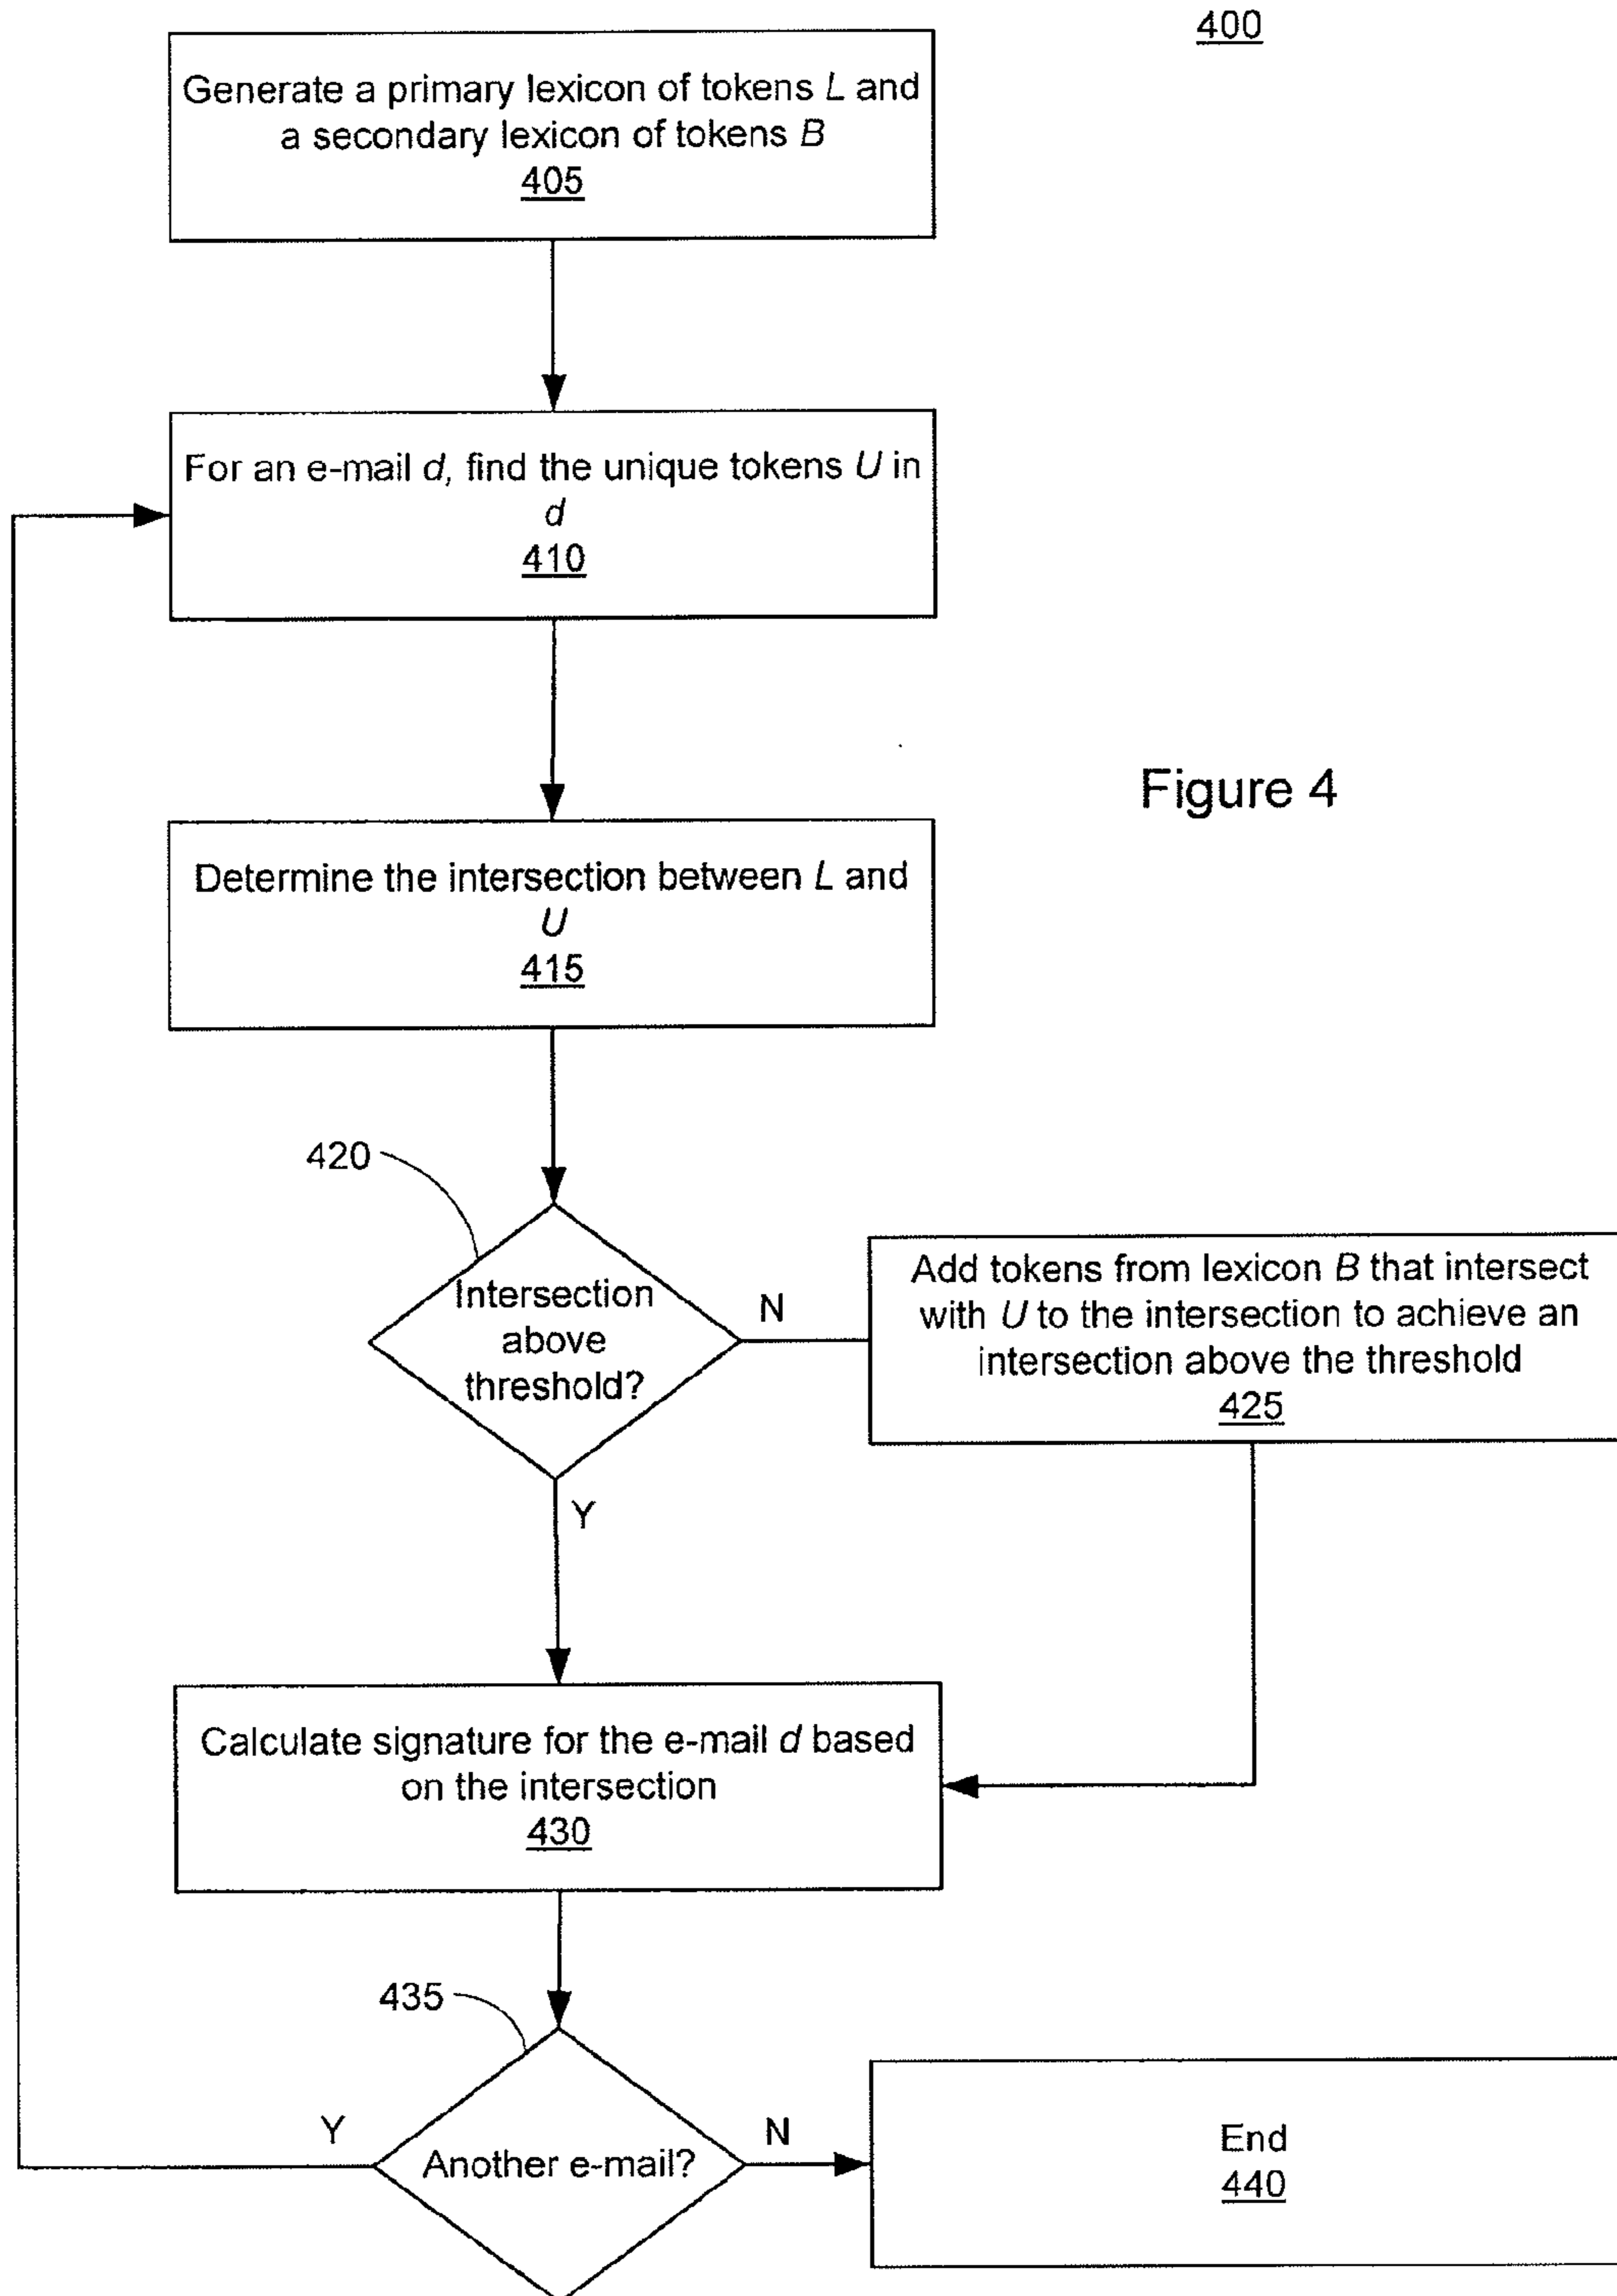 400
Generate a primary lexicon of tokens L and
a secondary lexicon of tokens B
405
For an e-mail d, find the unique tokens U in
d
410
Figure 4
Determine the intersection between L and
U
415
420
Intersection
above
threshold?
N
Add tokens from lexicon B that intersect
with U to the intersection to achieve an
intersection above the threshold
425
Y
Calculate signature for the e-mail d based
on the intersection
430
435
Y
Another e-mail?
N
End
440